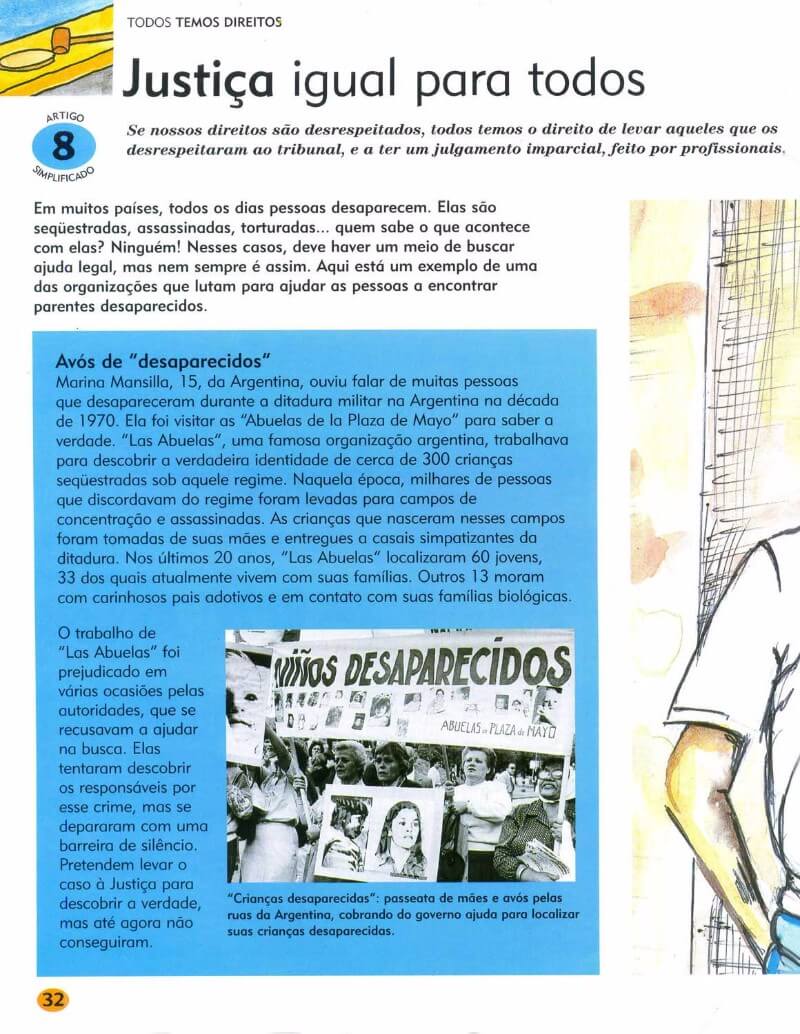 TODOS TEMOS DIREITOS
Justiça igual para todos
ARTIGO
8
SIMPLIFICADO
Se nossos direitos são desrespeitados, todos temos o direito de levar aqueles que os
desrespeitaram ao tribunal, e a ter um julgamento imparcial, feito por profissionais.
Em muitos países, todos os dias pessoas desaparecem. Elas são
seqüestradas, assassinadas, torturadas... quem sabe o que acontece
com elas? Ninguém! Nesses casos, deve haver um meio de buscar
ajuda legal, mas nem sempre é assim. Aqui está um exemplo de uma
das organizações que lutam para ajudar as pessoas a encontrar
parentes desaparecidos.
Avós de "desaparecidos"
Marina Mansilla, 15, da Argentina, ouviu falar de muitas pessoas
que desapareceram durante a ditadura militar na Argentina na década
de 1970. Ela foi visitar as "Abuelas de la Plaza de Mayo" para saber a
verdade. "Las Abuelas", uma famosa organização argentina, trabalhava
para descobrir a verdadeira identidade de cerca de 300 crianças
seqüestradas sob aquele regime. Naquela época, milhares de pessoas
que discordavam do regime foram levadas para campos de
concentração e assassinadas. As crianças que nasceram nesses campos
foram tomadas de suas mães e entregues a casais simpatizantes da
ditadura. Nos últimos 20 anos, "Las Abuelas" localizaram 60 jovens,
33 dos quais atualmente vivem com suas famílias. Outros 13 moram
com carinhosos pais adotivos e em contato com suas famílias biológicas.
O trabalho de
"Las Abuelas" foi
prejudicado em
várias ocasiões pelas
autoridades, que se
recusavam a ajudar
na busca. Elas
tentaram descobrir
os responsáveis por
esse crime, mas se
depararam com uma
barreira de silêncio.
Pretendem levar o
caso à Justiça para
descobrir a verdade,
mas até agora não
conseguiram.
NIÑOS DESAPARECIDOS
ABUELAS DE PLAZA DE MAYO
"Crianças desaparecidas": passeata de mães e avós pelas
ruas da Argentina, cobrando do governo ajuda para localizar
suas crianças desaparecidas.
32